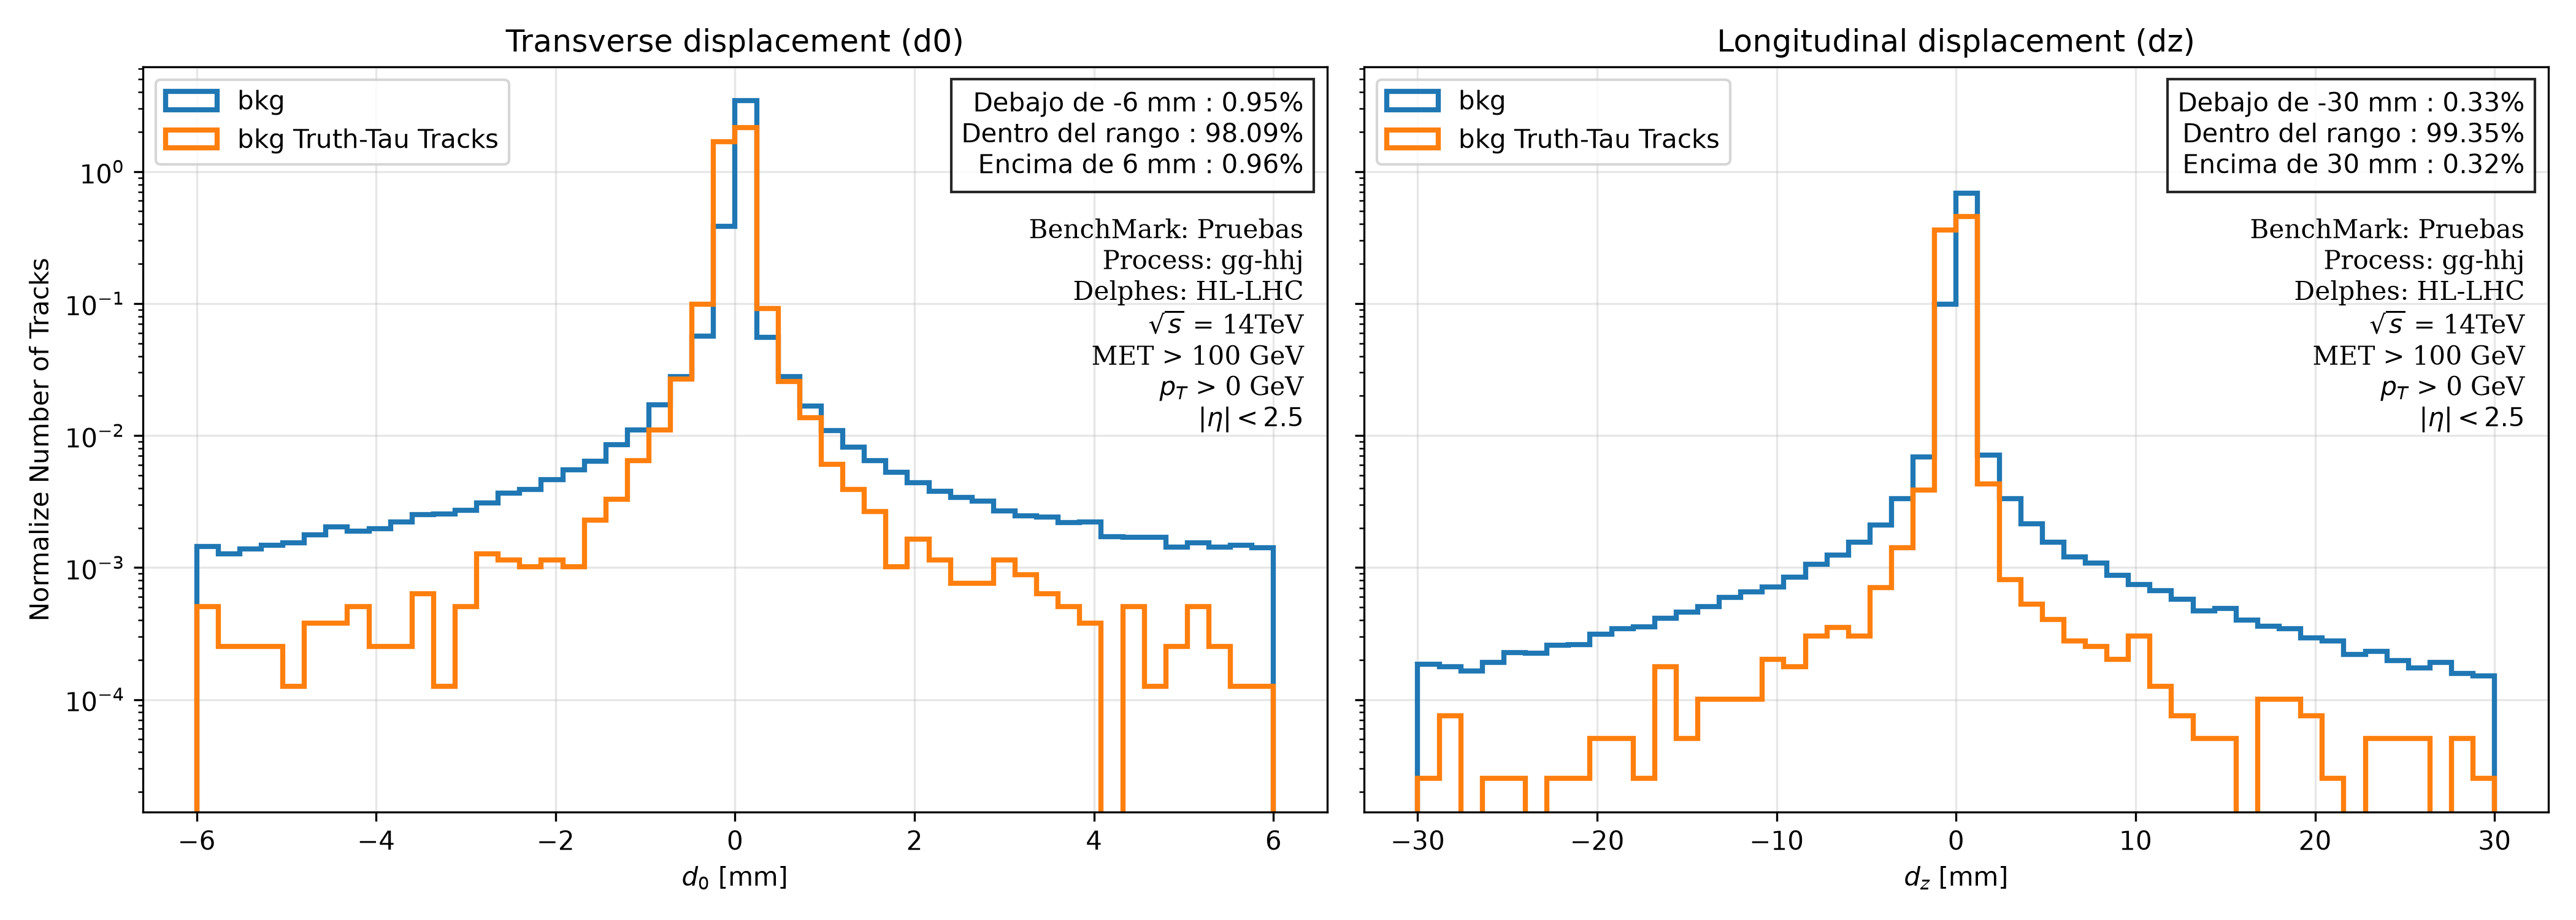 Transverse displacement (d0)
bkg
bkg Truth-Tau Tracks
Debajo de -6 mm : 0.95%
Dentro del rango : 98.09%
Encima de 6 mm : 0.96%
BenchMark: Pruebas
Process: gg-hhj
Delphes: HL-LHC
√s = 14TeV
MET > 100 GeV
p_T > 0 GeV
|η| < 2.5
Normalize Number of Tracks
10^0
10^−1
10^−2
10^−3
10^−4
−6 −4 −2 0 2 4 6
d_0 [mm]
Longitudinal displacement (dz)
bkg
bkg Truth-Tau Tracks
Debajo de -30 mm : 0.33%
Dentro del rango : 99.35%
Encima de 30 mm : 0.32%
BenchMark: Pruebas
Process: gg-hhj
Delphes: HL-LHC
√s = 14TeV
MET > 100 GeV
p_T > 0 GeV
|η| < 2.5
−30 −20 −10 0 10 20 30
d_z [mm]